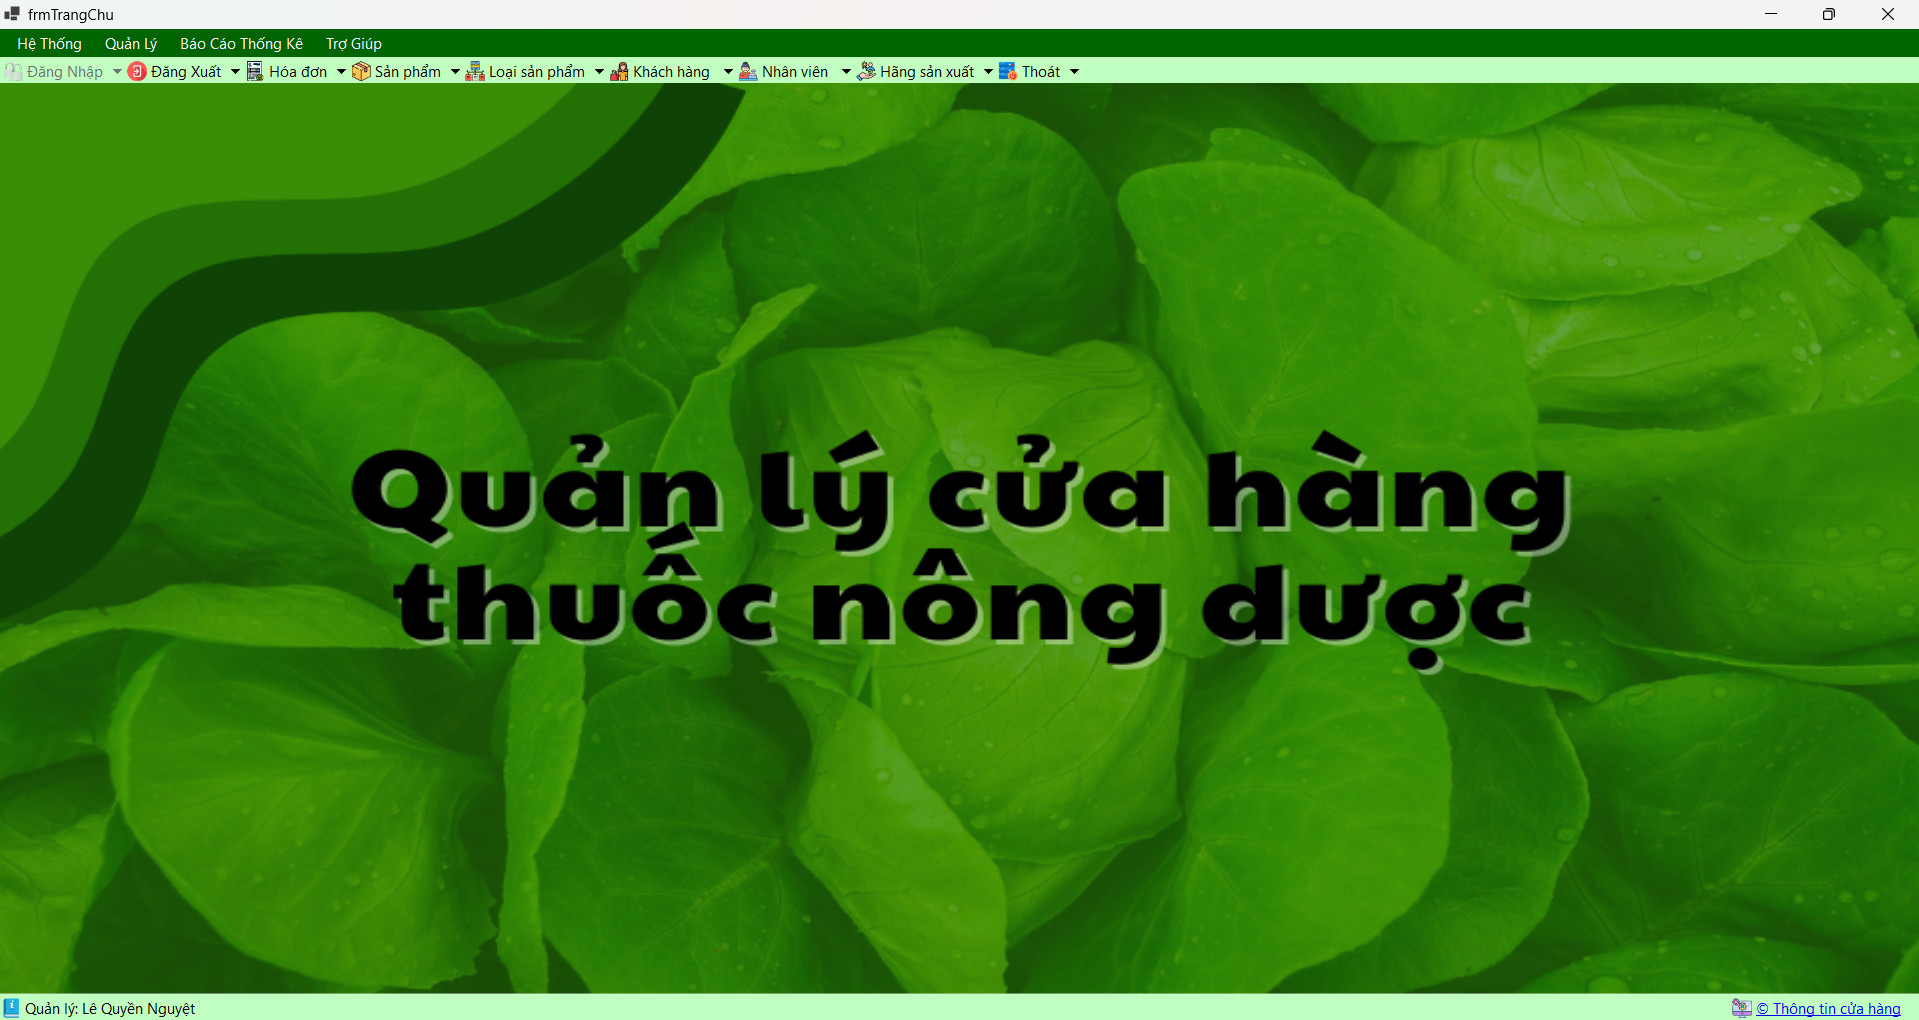 frmTrangChu
Hệ Thống Quản Lý Báo Cáo Thống Kê Trợ Giúp
Đăng Nhập Đăng Xuất Hóa đơn Sản phẩm Loại sản phẩm Khách hàng Nhân viên Hãng sản xuất Thoát
Quản lý cửa hàng
thuốc nông dược
Quản lý: Lê Quyền Nguyệt © Thông tin cửa hàng